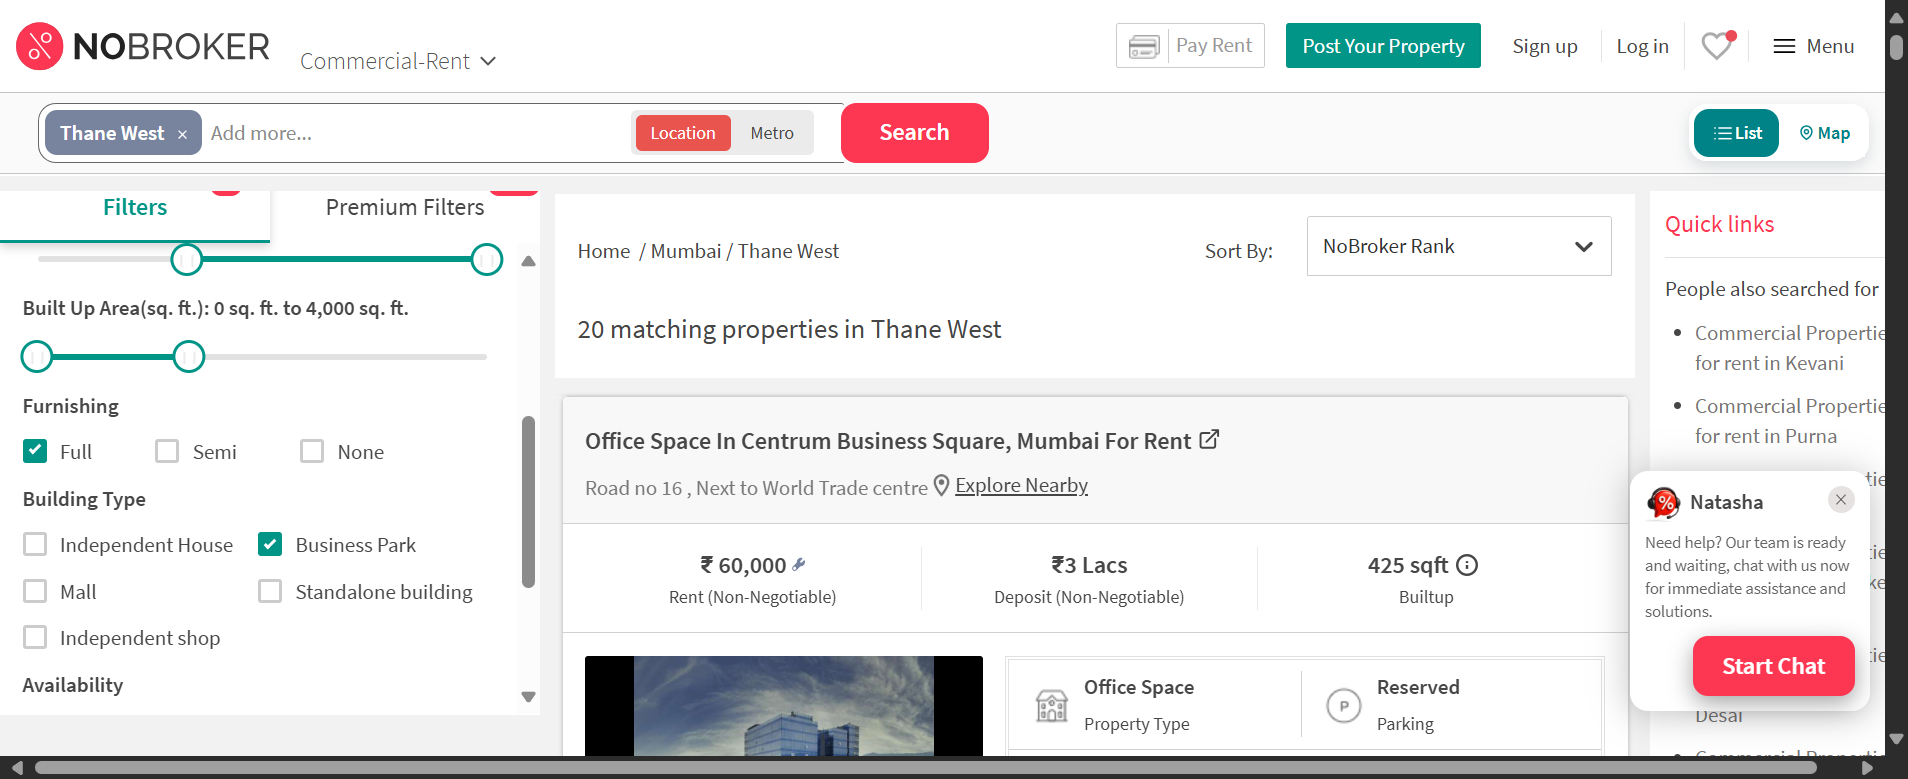 NOBROKER
Commercial-Rent
Pay Rent
Post Your Property
Sign up
Log in
Menu
Thane West ×
Add more...
Location
Metro
Search
List
Map
Filters
Premium Filters
Built Up Area(sq. ft.): 0 sq. ft. to 4,000 sq. ft.
Furnishing
Full
Semi
None
Building Type
Independent House
Business Park
Mall
Standalone building
Independent shop
Availability
Home / Mumbai / Thane West
Sort By:
NoBroker Rank
20 matching properties in Thane West
Office Space In Centrum Business Square, Mumbai For Rent
Road no 16 , Next to World Trade centre
Explore Nearby
₹ 60,000
Rent (Non-Negotiable)
₹3 Lacs
Deposit (Non-Negotiable)
425 sqft
Builtup
Office Space
Property Type
P
Reserved
Parking
Quick links
People also searched for
Commercial Propertie
for rent in Kevani
Commercial Propertie
for rent in Purna
Natasha
Need help? Our team is ready
and waiting, chat with us now
for immediate assistance and
solutions.
Start Chat
Desai